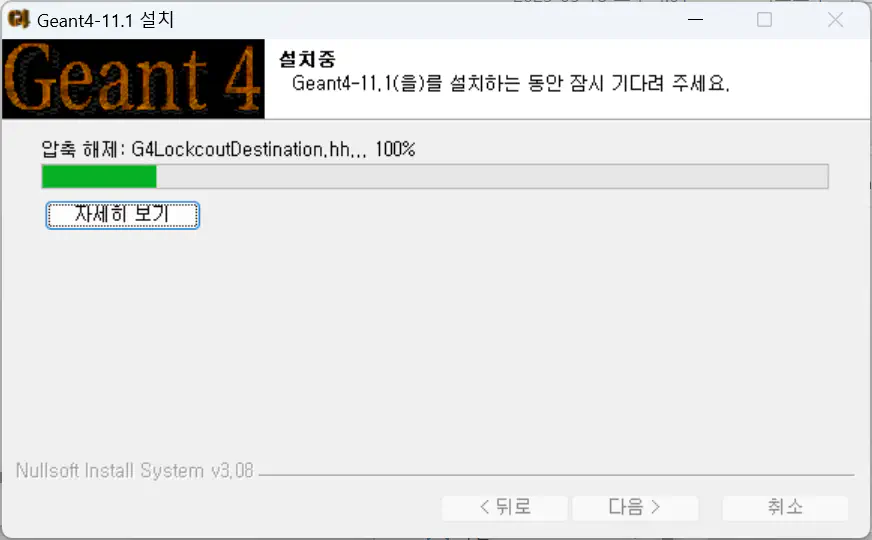 Geant4-11.1 설치
Geant 4
설치중
Geant4-11.1(을)를 설치하는 동안 잠시 기다려 주세요.
압축 해제: G4LockcoutDestination.hh... 100%
자세히 보기
Nullsoft Install System v3.08
< 뒤로
다음 >
취소